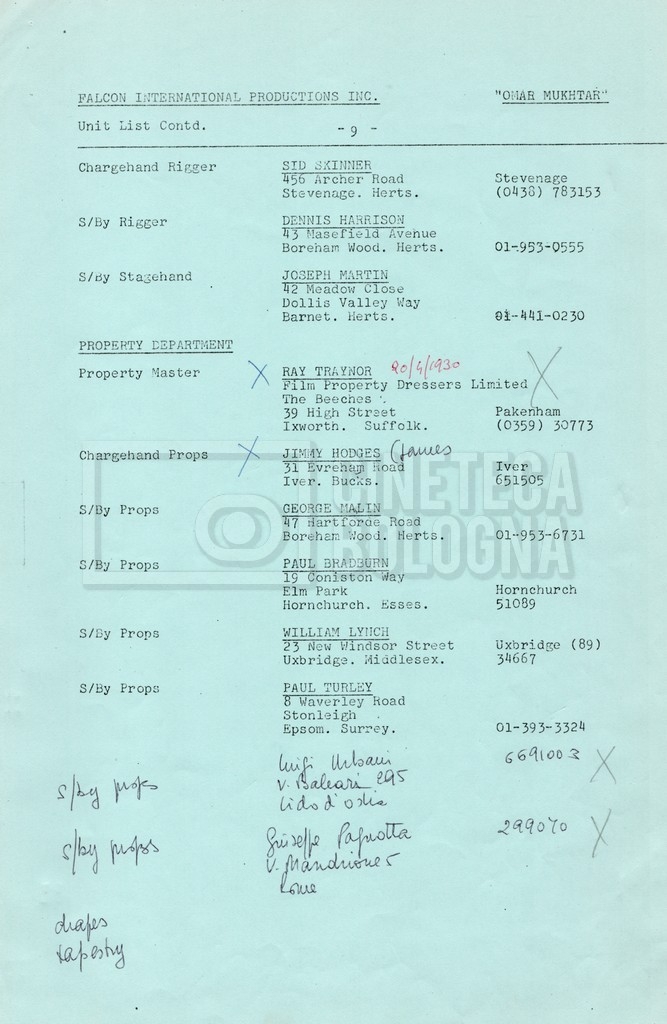 FALCON INTERNATIONAL PRODUCTIONS INC. "OMAR MUKHTAR"
Unit List Contd. - 9 -
Chargehand Rigger SID SKINNER
456 Archer Road Stevenage
Stevenage. Herts. (0438) 783153
S/By Rigger DENNIS HARRISON
43 Masefield Avenue
Boreham Wood. Herts. 01-953-0555
S/By Stagehand JOSEPH MARTIN
42 Meadow Close
Dollis Valley Way
Barnet. Herts. 01-441-0230
PROPERTY DEPARTMENT
Property Master X RAY TRAYNOR 20/4/1930 X
Film Property Dressers Limited
The Beeches
39 High Street Pakenham
Ixworth. Suffolk. (0359) 30773
Chargehand Props X JIMMY HODGES (James
31 Evreham Road Iver
Iver. Bucks. 651505
S/By Props GEORGE MALIN
47 Hartforde Road
Boreham Wood. Herts. 01-953-6731
S/By Props PAUL BRADBURN
19 Coniston Way
Elm Park Hornchurch
Hornchurch. Esses. 51089
S/By Props WILLIAM LYNCH
23 New Windsor Street Uxbridge (89)
Uxbridge. Middlesex. 34667
S/By Props PAUL TURLEY
8 Waverley Road
Stonleigh
Epsom. Surrey. 01-393-3324
s/by props Luigi Urbani 6691003 X
V. Baleari 295
Lido d'Ostia
s/by props Giuseppe Pagnotta 299070 X
V. Mandrione 5
Rome
drapes
tapestry
CINETECA
BOLOGNA